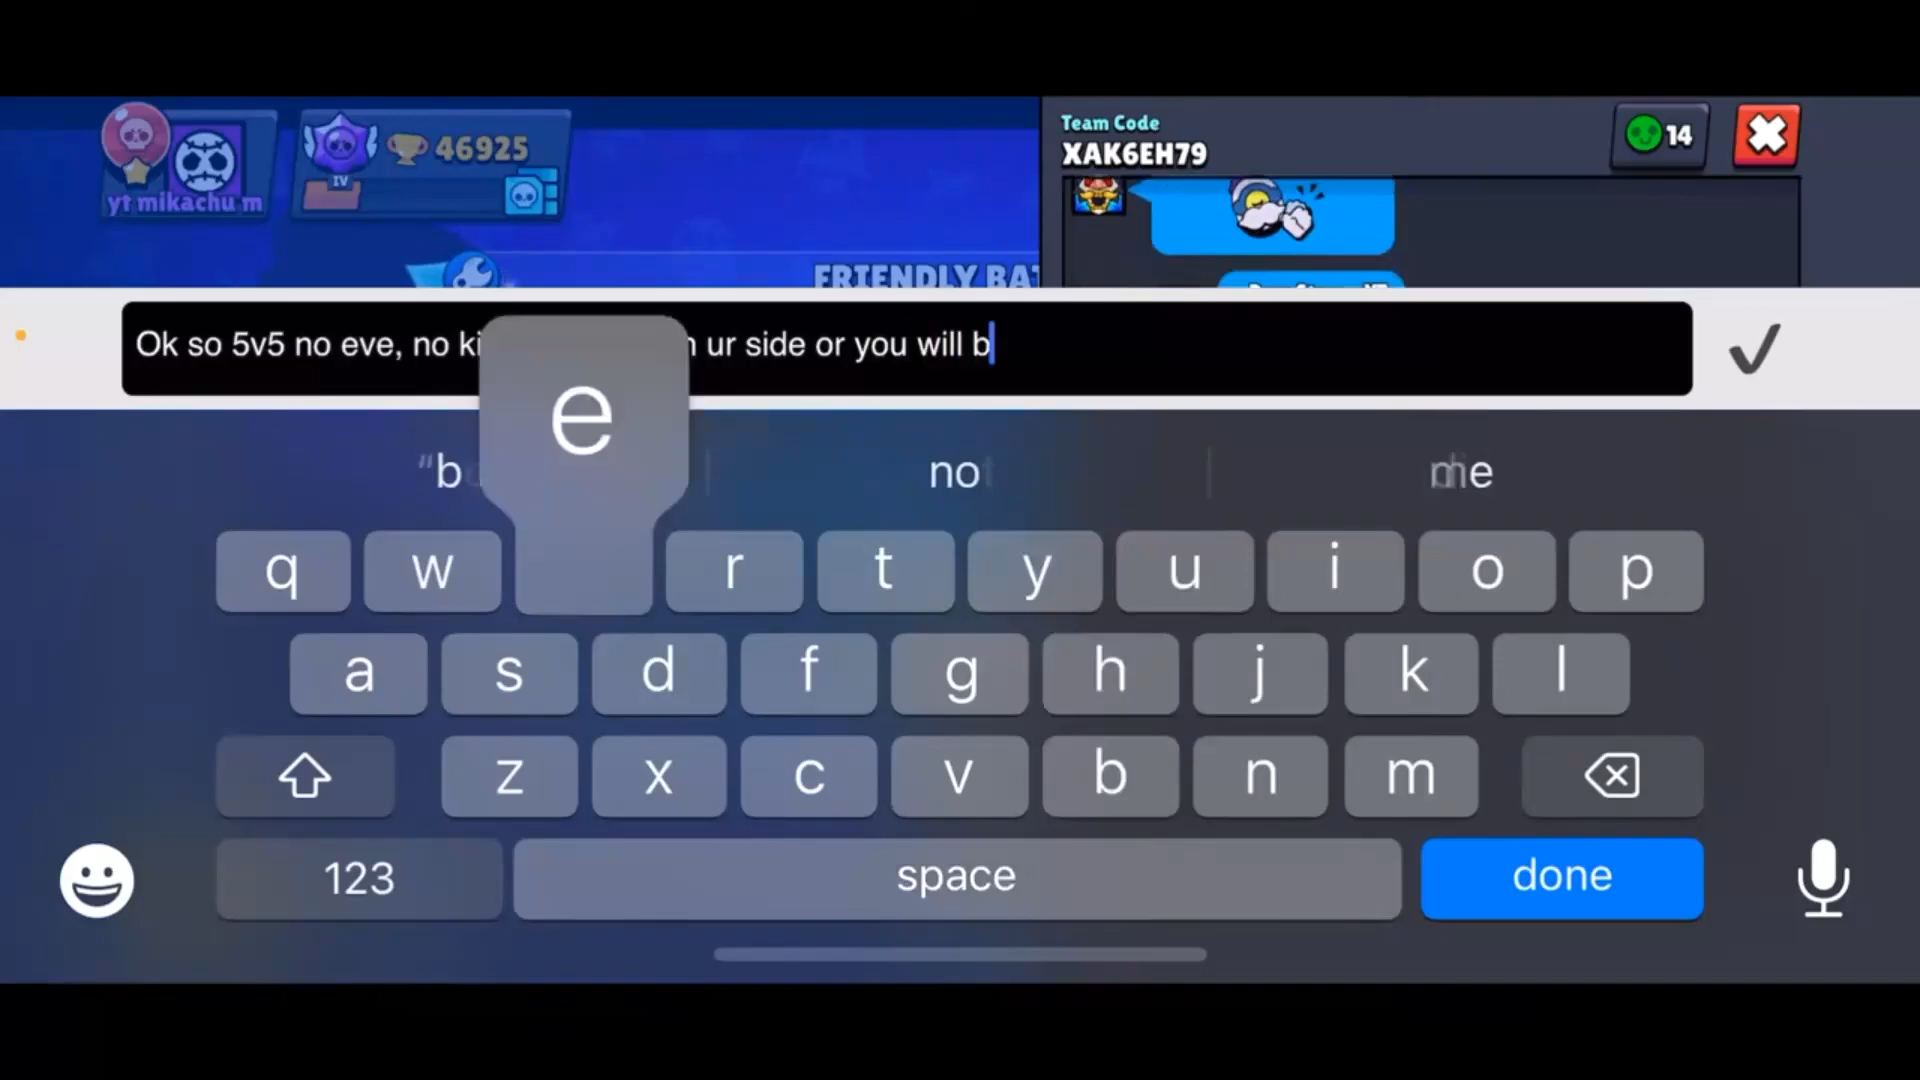 Team Code
XAK6EH79
14
46925
IV
yt mikachu m
FRIENDLY BAT
Ok so 5v5 no eve, no ki ur side or you will b
e
"b no me
q w r t y u i o p
a s d f g h j k l
z x c v b n m
123 space done